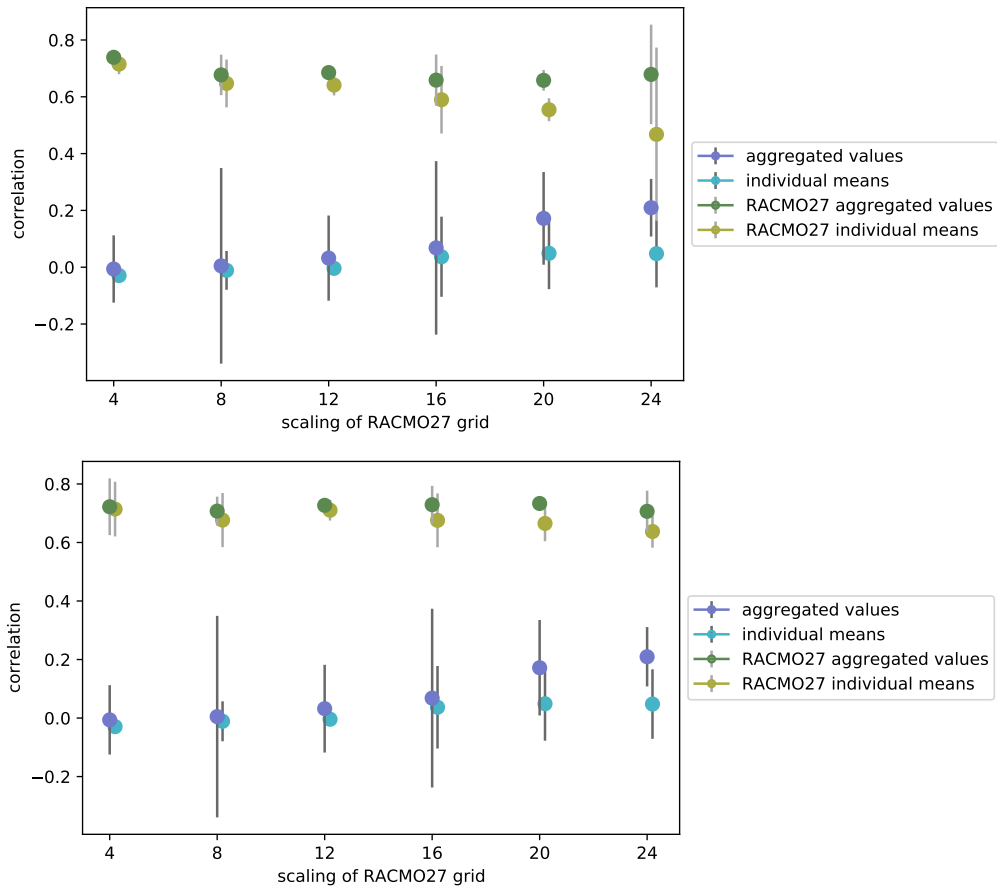 0.8
0.6
0.4
0.2
0.0
−0.2
correlation
4 8 12 16 20 24
scaling of RACMO27 grid
aggregated values
individual means
RACMO27 aggregated values
RACMO27 individual means
0.8
0.6
0.4
0.2
0.0
−0.2
correlation
4 8 12 16 20 24
scaling of RACMO27 grid
aggregated values
individual means
RACMO27 aggregated values
RACMO27 individual means